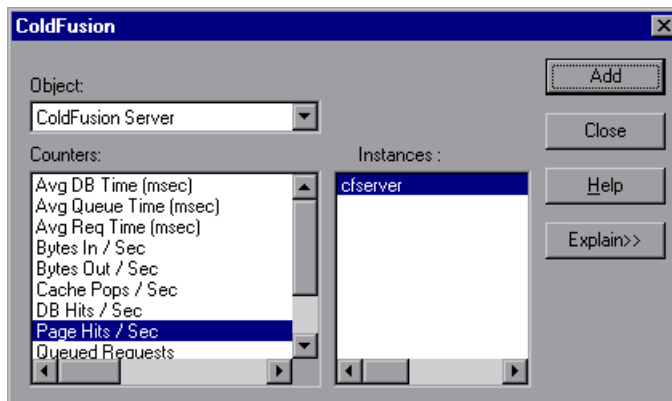 ColdFusion
Object:
ColdFusion Server
Counters:
Avg DB Time (msec)
Avg Queue Time (msec)
Avg Req Time (msec)
Bytes In / Sec
Bytes Out / Sec
Cache Pops / Sec
DB Hits / Sec
Page Hits / Sec
Queued Requests
Instances :
cfserver
Add
Close
Help
Explain>>